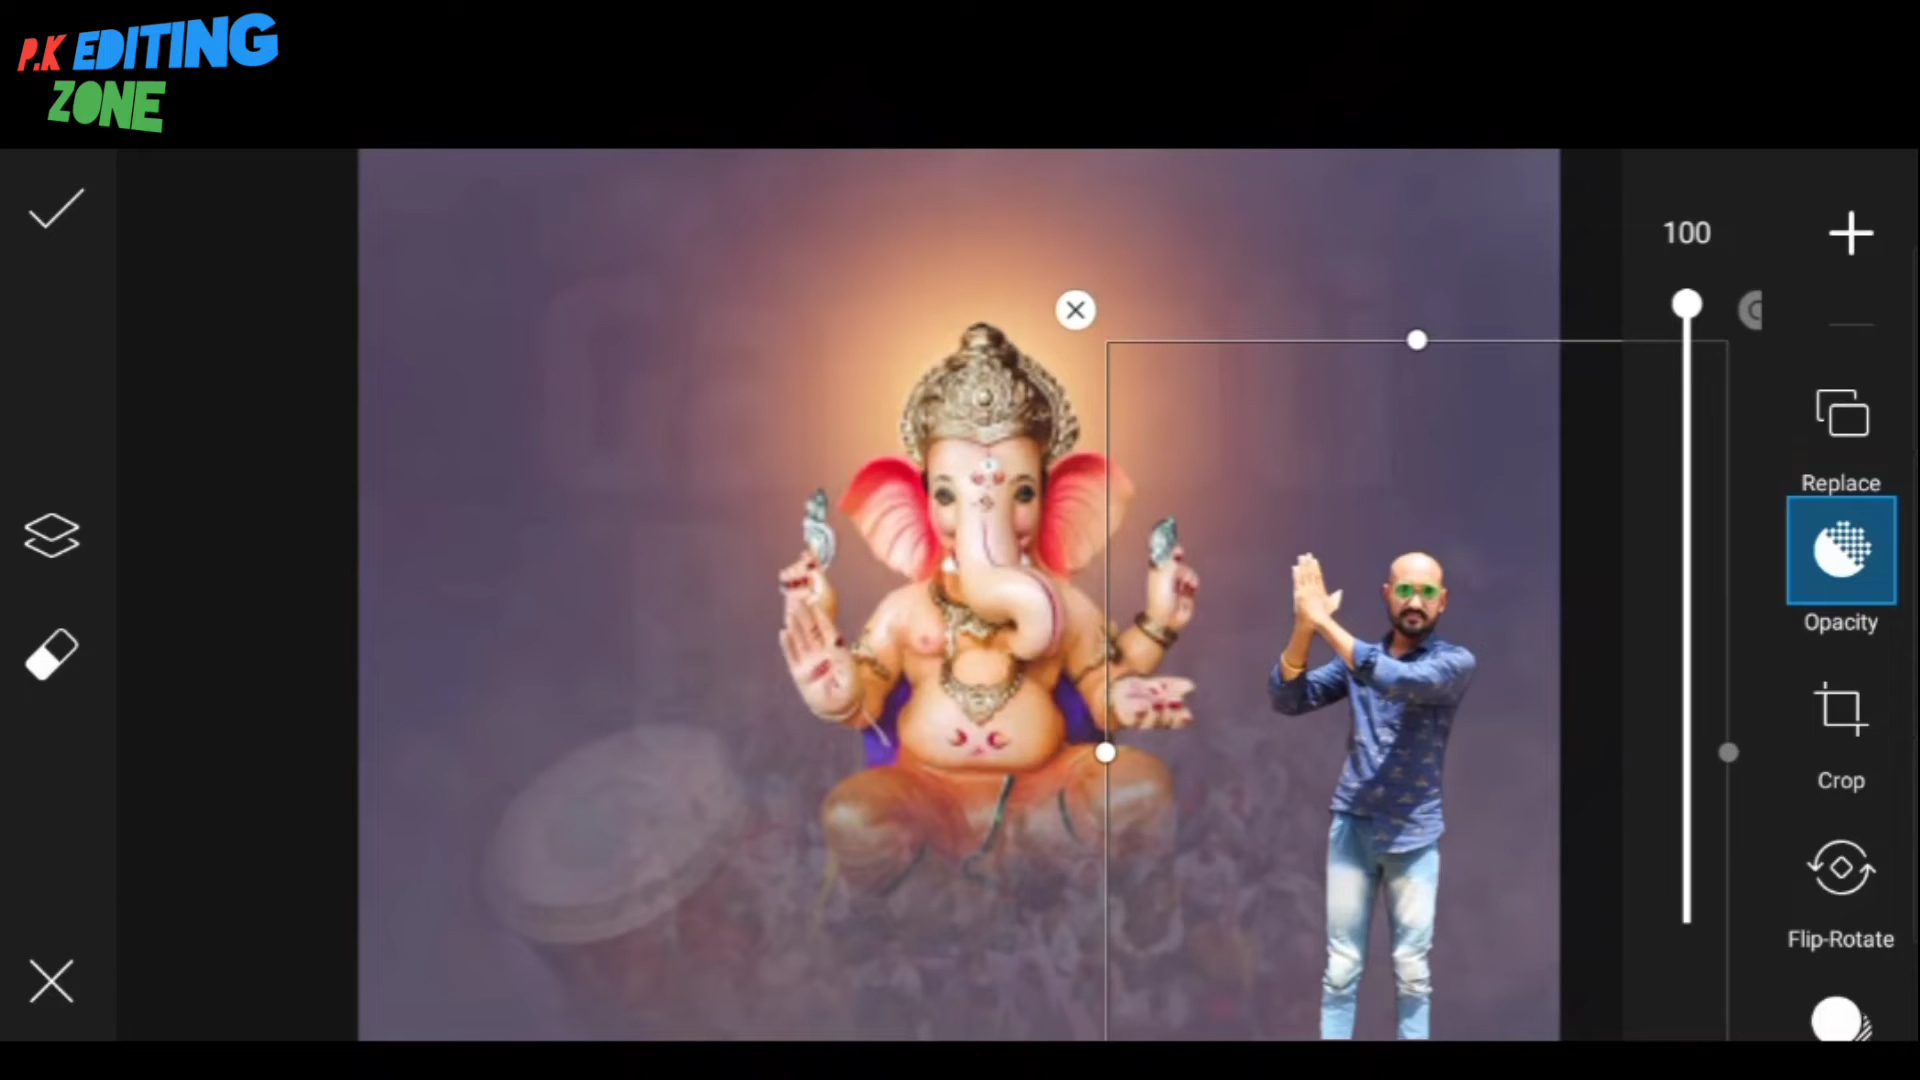 P.K EDITING
ZONE
100
Replace
Opacity
Crop
Flip-Rotate